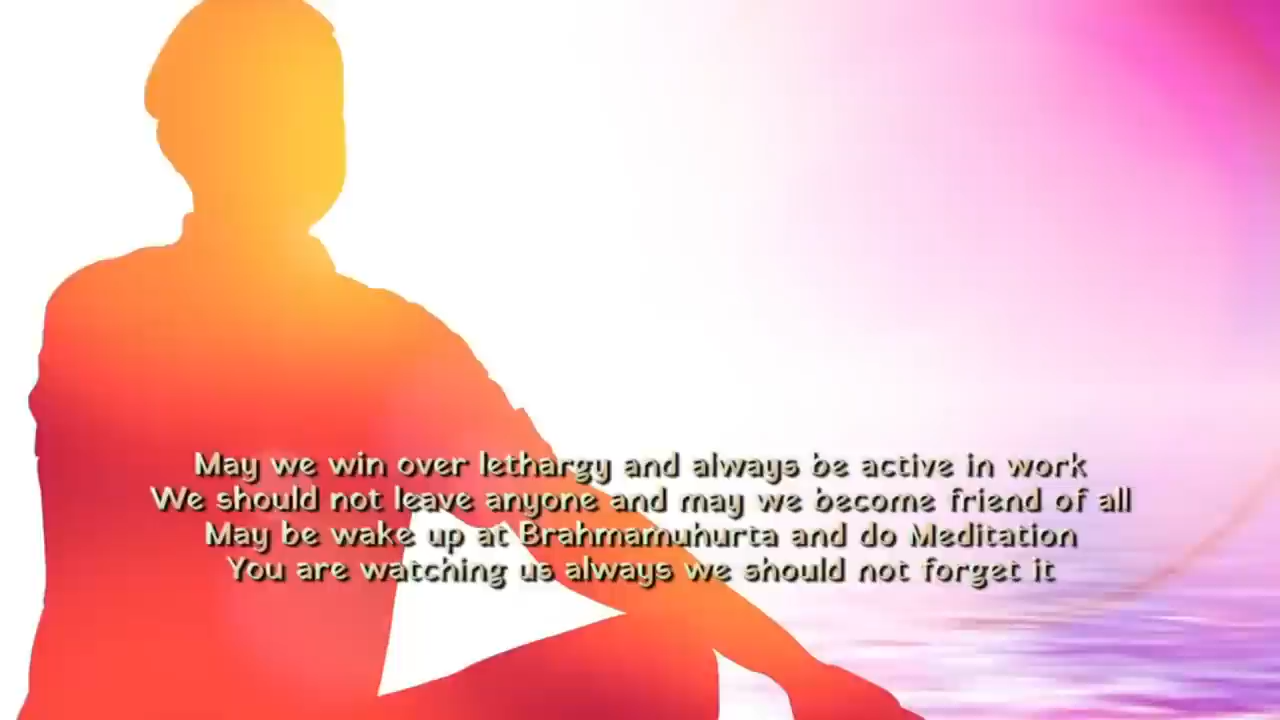 May we win over lethargy and always be active in work
We should not leave anyone and may we become friend of all
May be wake up at Brahmamuhurta and do Meditation
You are watching us always we should not forget it